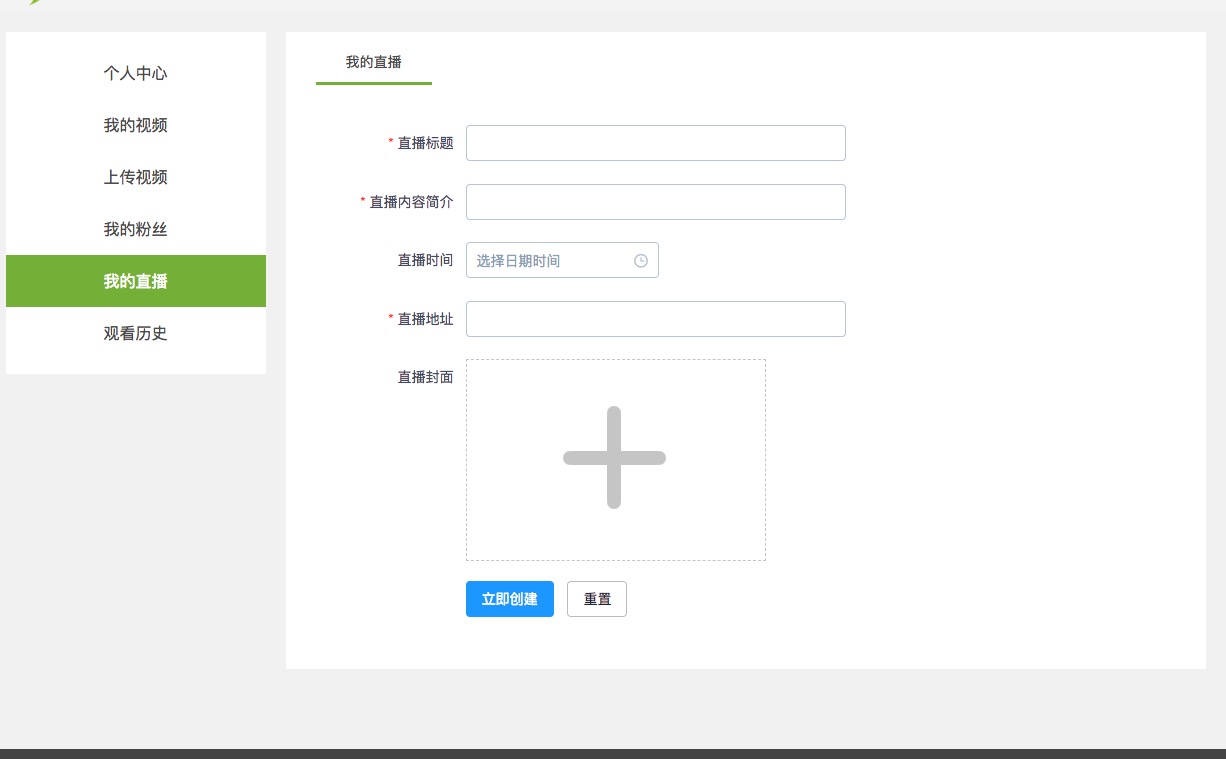 个人中心
我的视频
上传视频
我的粉丝
我的直播
观看历史
我的直播
* 直播标题
* 直播内容简介
直播时间 选择日期时间
* 直播地址
直播封面
立即创建 重置